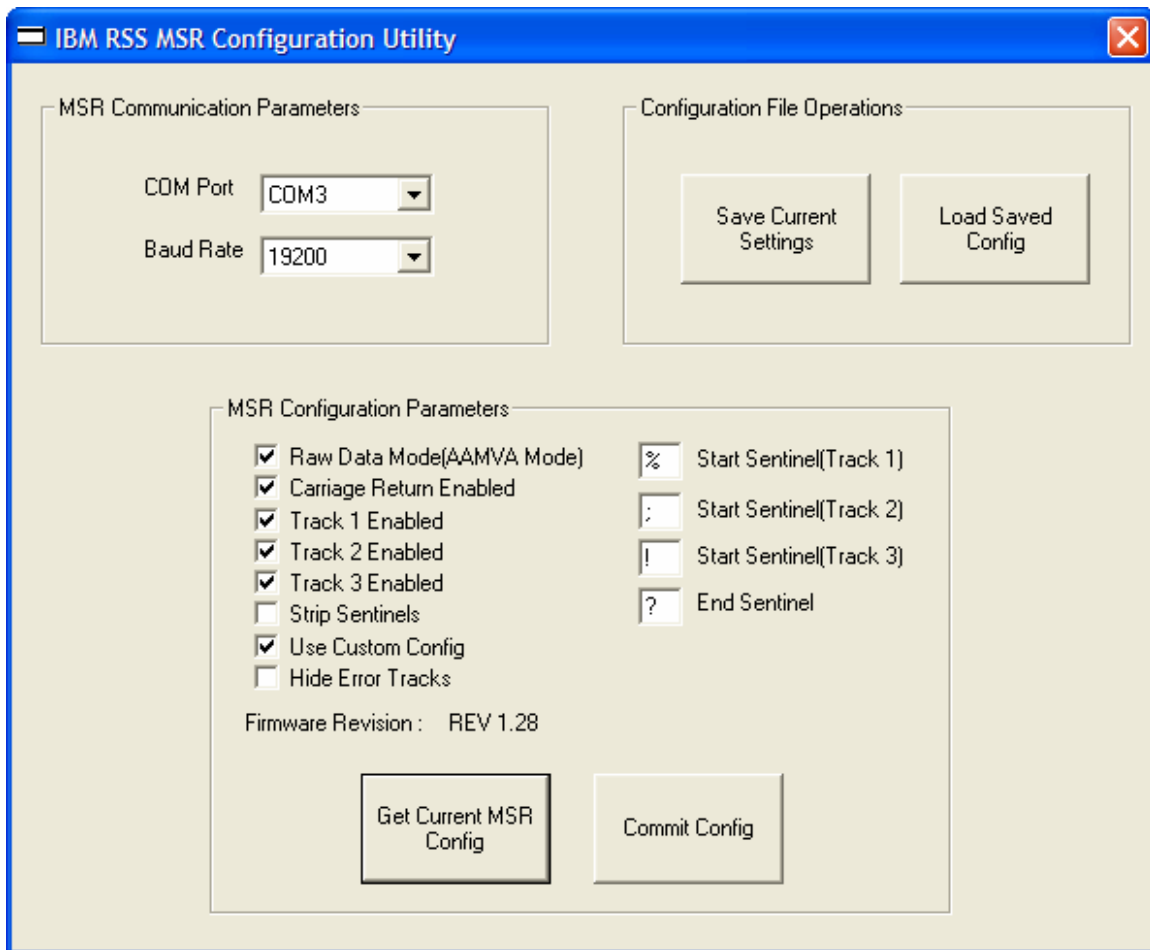 IBM RSS MSR Configuration Utility
MSR Communication Parameters
COM Port
COM3
Baud Rate
19200
Configuration File Operations
Save Current
Settings
Load Saved
Config
MSR Configuration Parameters
Raw Data Mode(AAMVA Mode)
Carriage Return Enabled
Track 1 Enabled
Track 2 Enabled
Track 3 Enabled
Strip Sentinels
Use Custom Config
Hide Error Tracks
% Start Sentinel(Track 1)
; Start Sentinel(Track 2)
! Start Sentinel(Track 3)
? End Sentinel
Firmware Revision : REV 1.28
Get Current MSR
Config
Commit Config